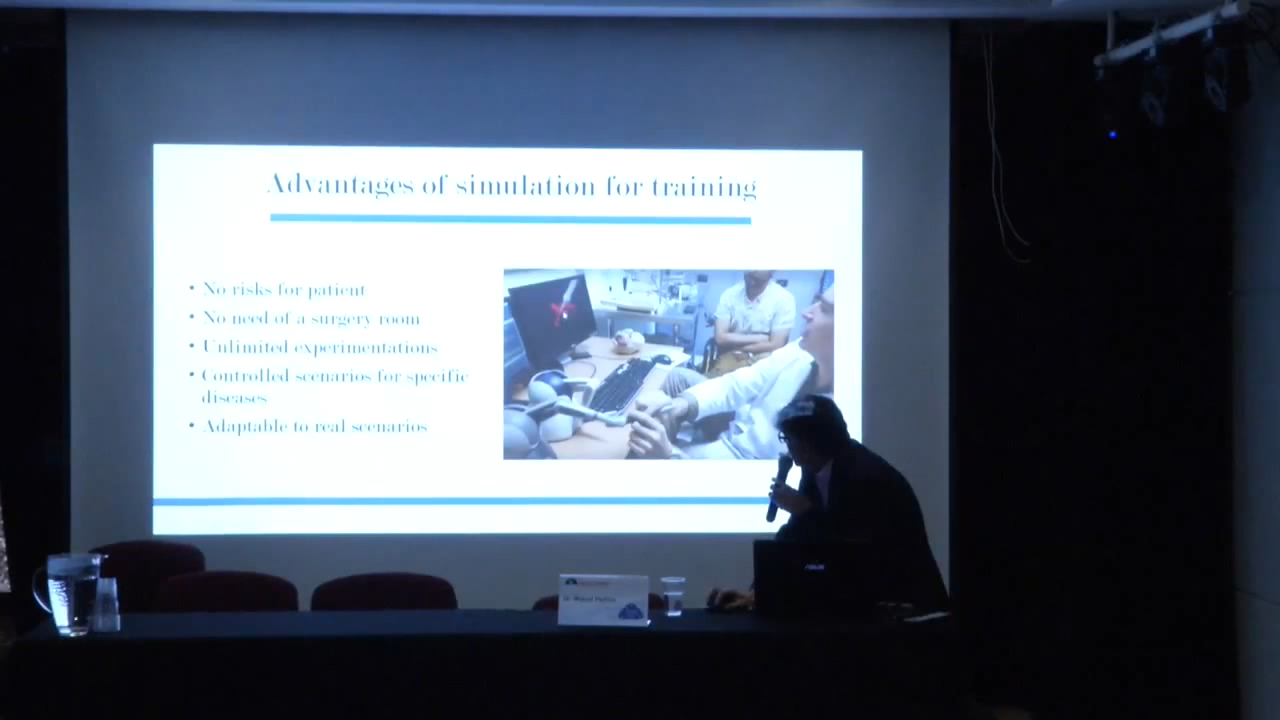 Advantages of simulation for training
• No risks for patient
• No need of a surgery room
• Unlimited experimentations
• Controlled scenarios for specific
diseases
• Adaptable to real scenarios
ASUS